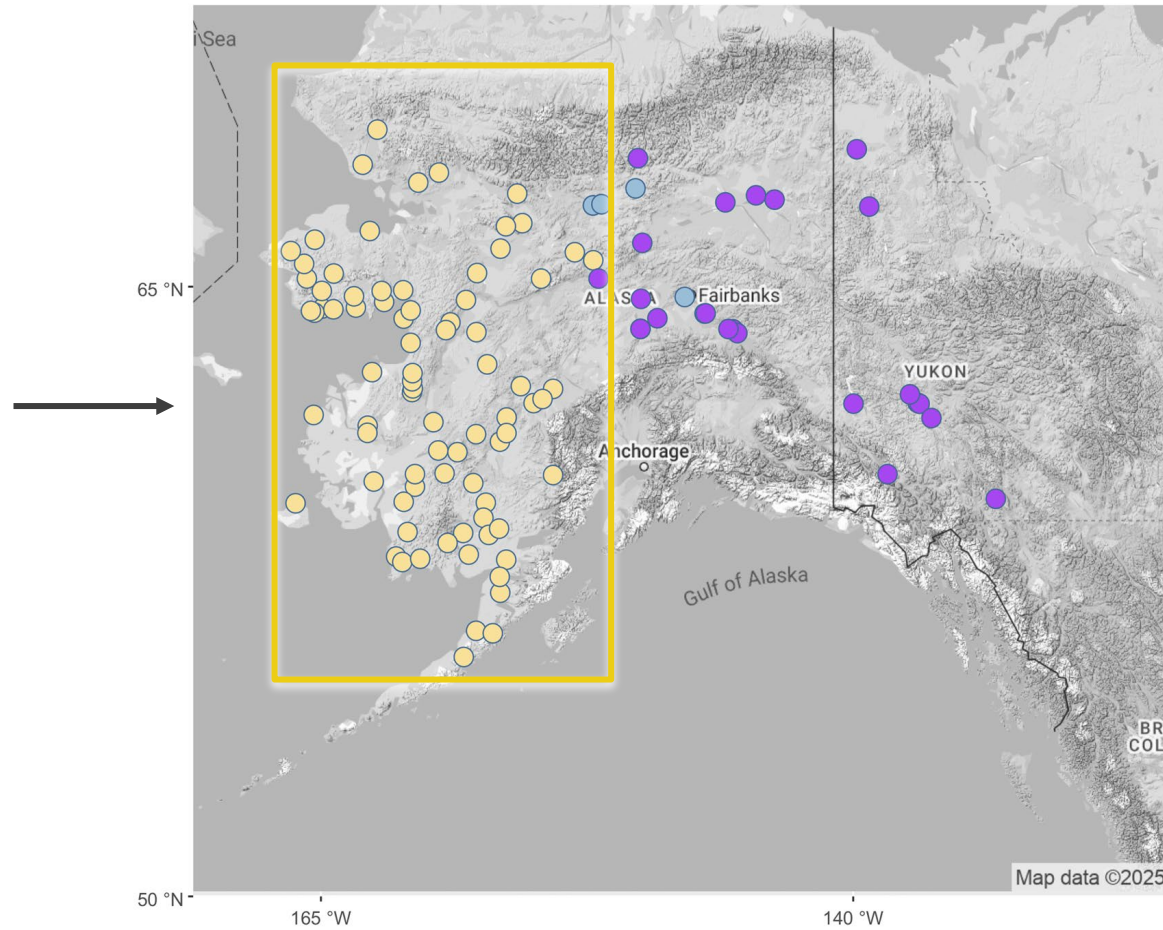 Sea
65 °N
ALASKA
Fairbanks
YUKON
Anchorage
Gulf of Alaska
BR
COL
Map data ©2025
50 °N
165 °W
140 °W